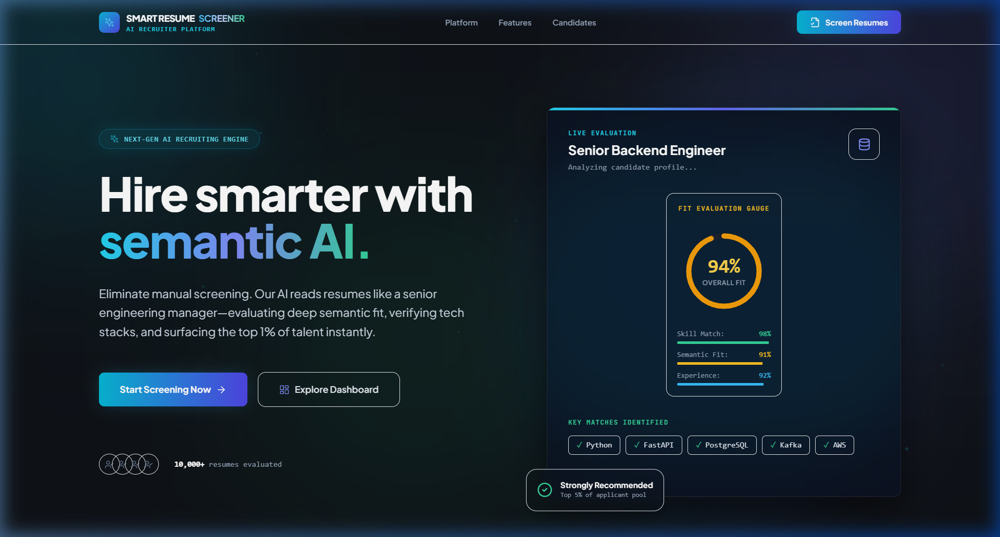 SMART RESUME SCREENER
AI RECRUITER PLATFORM
Platform
Features
Candidates
Screen Resumes
NEXT-GEN AI RECRUITING ENGINE
Hire smarter with
semantic AI.
Eliminate manual screening. Our AI reads resumes like a senior
engineering manager—evaluating deep semantic fit, verifying tech
stacks, and surfacing the top 1% of talent instantly.
Start Screening Now →
Explore Dashboard
10,000+ resumes evaluated
LIVE EVALUATION
Senior Backend Engineer
Analyzing candidate profile...
FIT EVALUATION GAUGE
94%
OVERALL FIT
Skill Match: 98%
Semantic Fit: 91%
Experience: 92%
KEY MATCHES IDENTIFIED
✓ Python
✓ FastAPI
✓ PostgreSQL
✓ Kafka
✓ AWS
Strongly Recommended
Top 5% of applicant pool